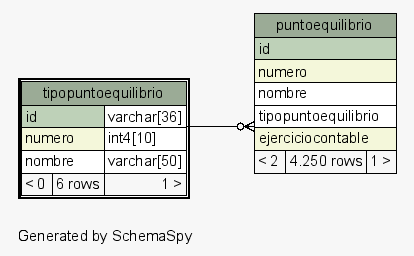 puntoequilibrio
id
numero
nombre
tipopuntoequilibrio
ejerciciocontable
< 2 4.250 rows 1 >
tipopuntoequilibrio
id varchar[36]
numero int4[10]
nombre varchar[50]
< 0 6 rows 1 >
Generated by SchemaSpy